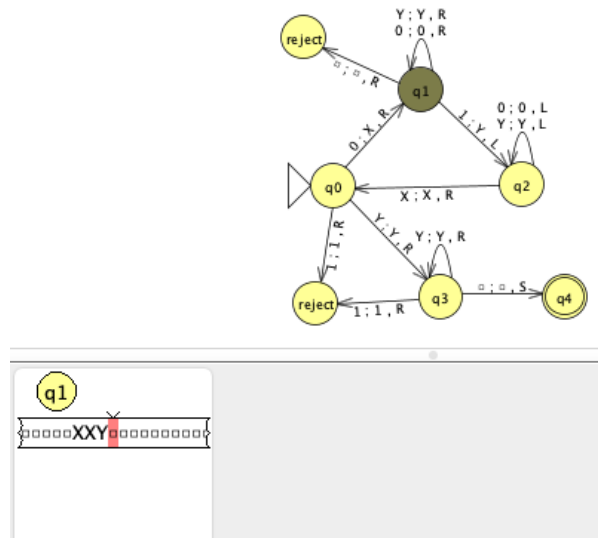 Y;Y,R
0;0,R
reject
□;□,R
q1
0;X,R
1;Y,L
0;0,L
Y;Y,L
q0
X;X,R
q2
1;1,R
Y;Y,R
Y;Y,R
reject
1;1,R
q3
□;□,S
q4
q1
□□□□□XXY□□□□□□□□□